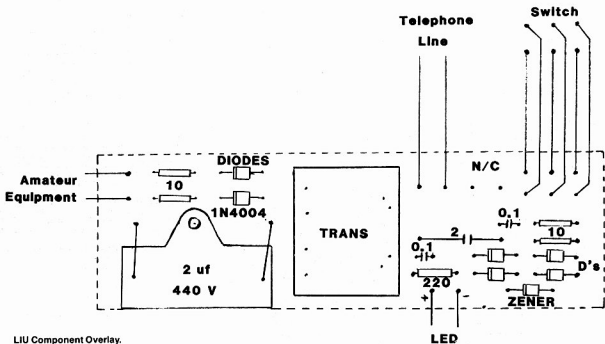 Telephone
Line
Switch
N/C
DIODES
10
1N4004
Amateur
Equipment
TRANS
0.1
10
2
0.1
220
D's
2 uf
440 V
+ -
ZENER
LED
LIU Component Overlay.